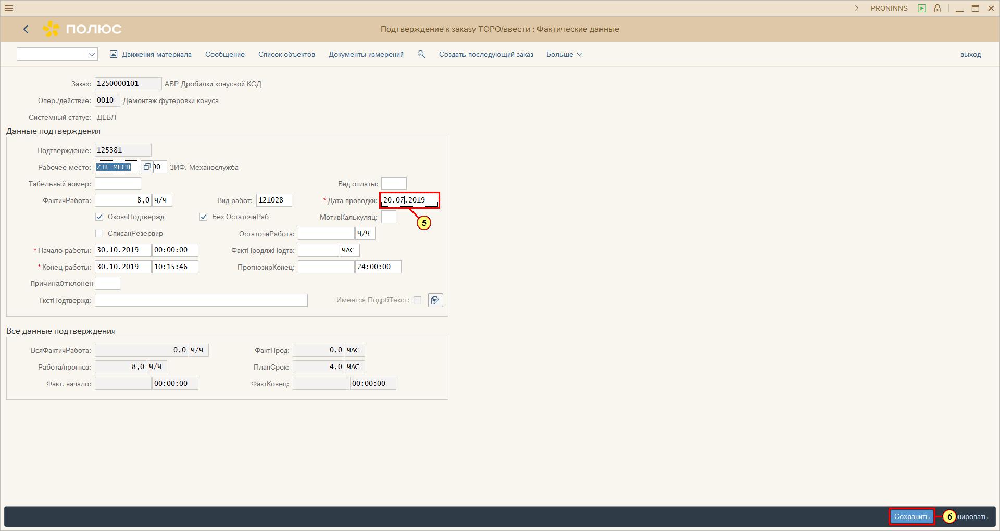 PRONINNS
ПОЛЮС
Подтверждение к заказу ТОРО/ввести : Фактические данные
Движения материала Сообщение Список объектов Документы измерений Создать последующий заказ Больше выход
Заказ: 1250000101 АВР Дробилки конусной КСД
Опер./действие: 0010 Демонтаж футеровки конуса
Системный статус: ДЕБЛ
Данные подтверждения
Подтверждение: 125381
Рабочее место: ZIF-MECH 00 ЗИФ. Механослужба
Табельный номер: Вид оплаты:
ФактичРабота: 8,0 Ч/Ч Вид работ: 121028 * Дата проводки: 20.07.2019
ОкончПодтвержд Без ОстаточнРаб МотивКалькуляц:
5
СписанРезервир ОстаточнРабота: Ч/Ч
* Начало работы: 30.10.2019 00:00:00 ФактПродлжПодтв: ЧАС
* Конец работы: 30.10.2019 10:15:46 ПрогнозирКонец: 24:00:00
ПричинаОтклонен
ТкстПодтвержд: Имеется ПодрбТекст:
Все данные подтверждения
ВсяФактичРабота: 0,0 Ч/Ч ФактПрод: 0,0 ЧАС
Работа/прогноз: 8,0 Ч/Ч ПланСрок: 4,0 ЧАС
Факт. начало: 00:00:00 ФактКонец: 00:00:00
Сохранить 6